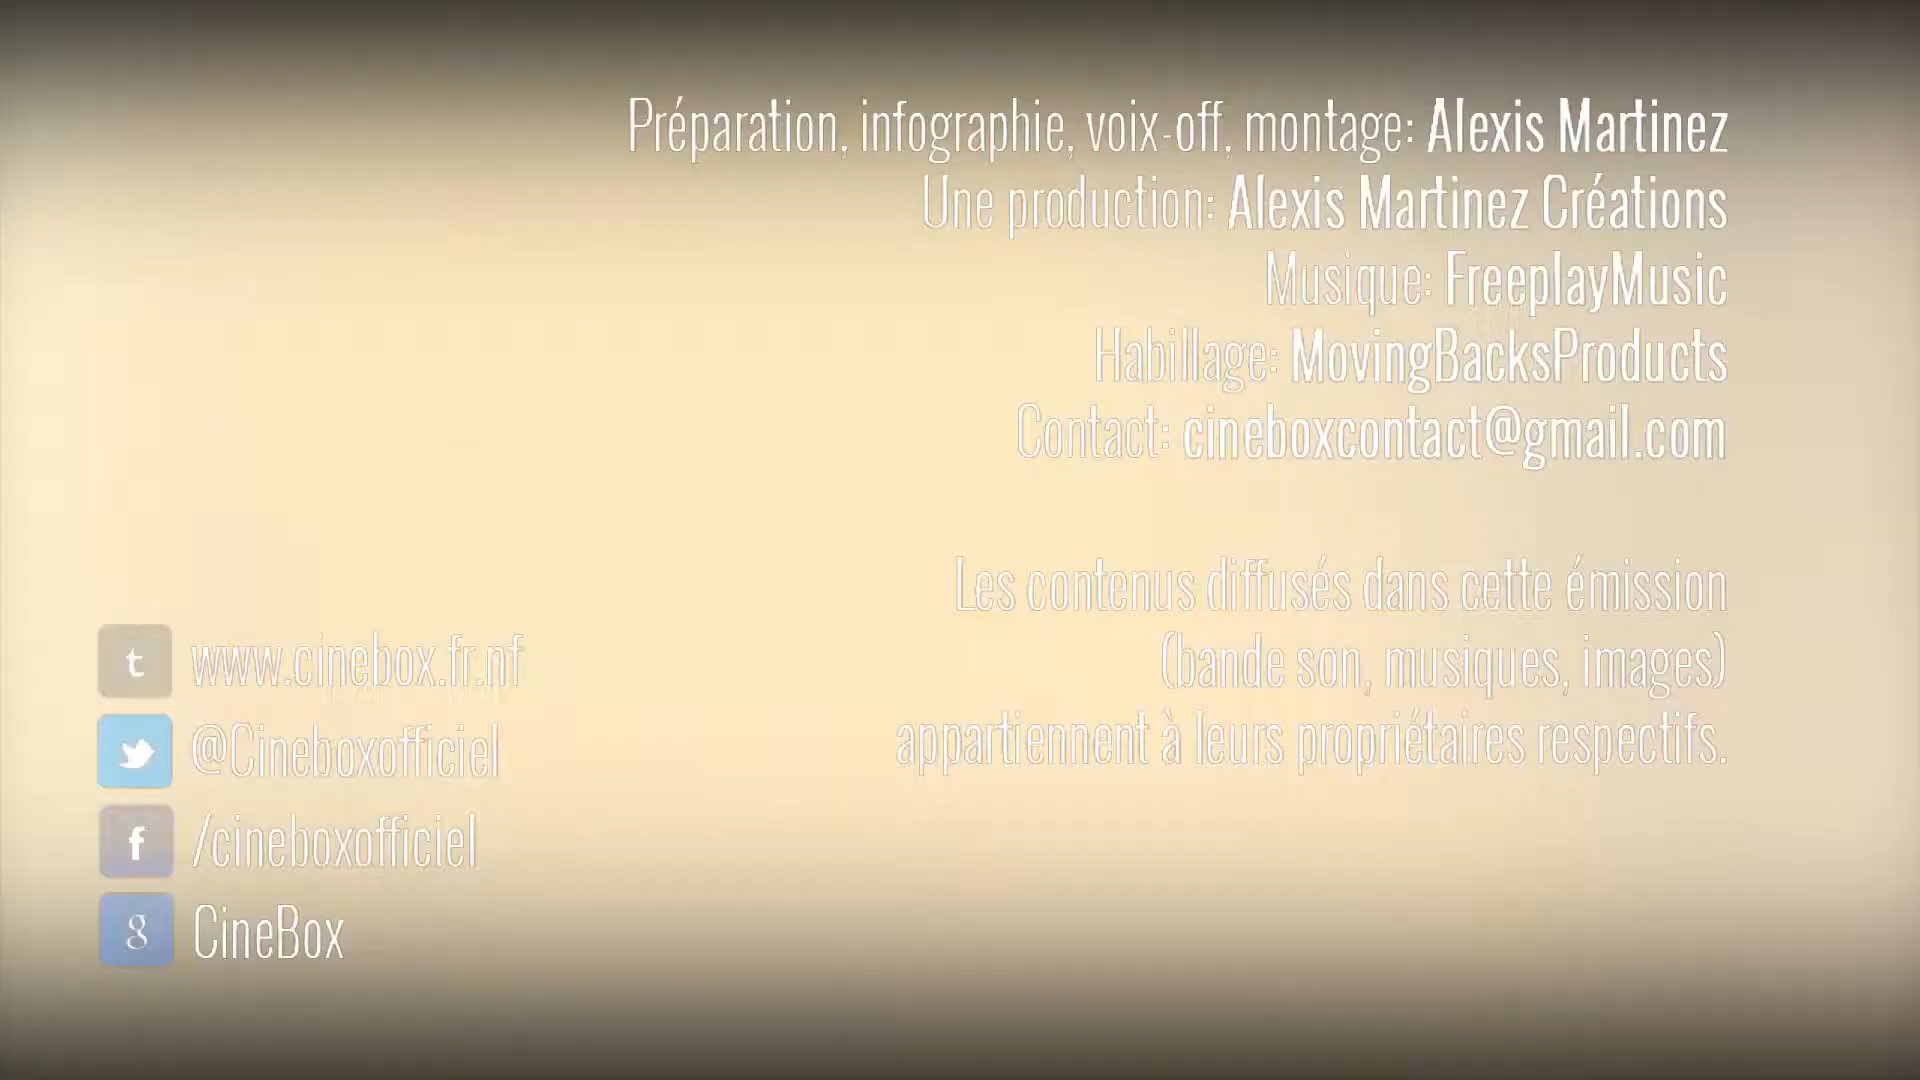 Préparation, infographie, voix-off, montage: Alexis Martinez
Une production: Alexis Martinez Créations
Musique: FreeplayMusic
Habillage: MovingBacksProducts
Contact: cineboxcontact@gmail.com
Les contenus diffusés dans cette émission
(bande son, musiques, images)
appartiennent à leurs propriétaires respectifs.
t www.cinebox.fr.nf
@Cineboxofficiel
f /cineboxofficiel
g CineBox